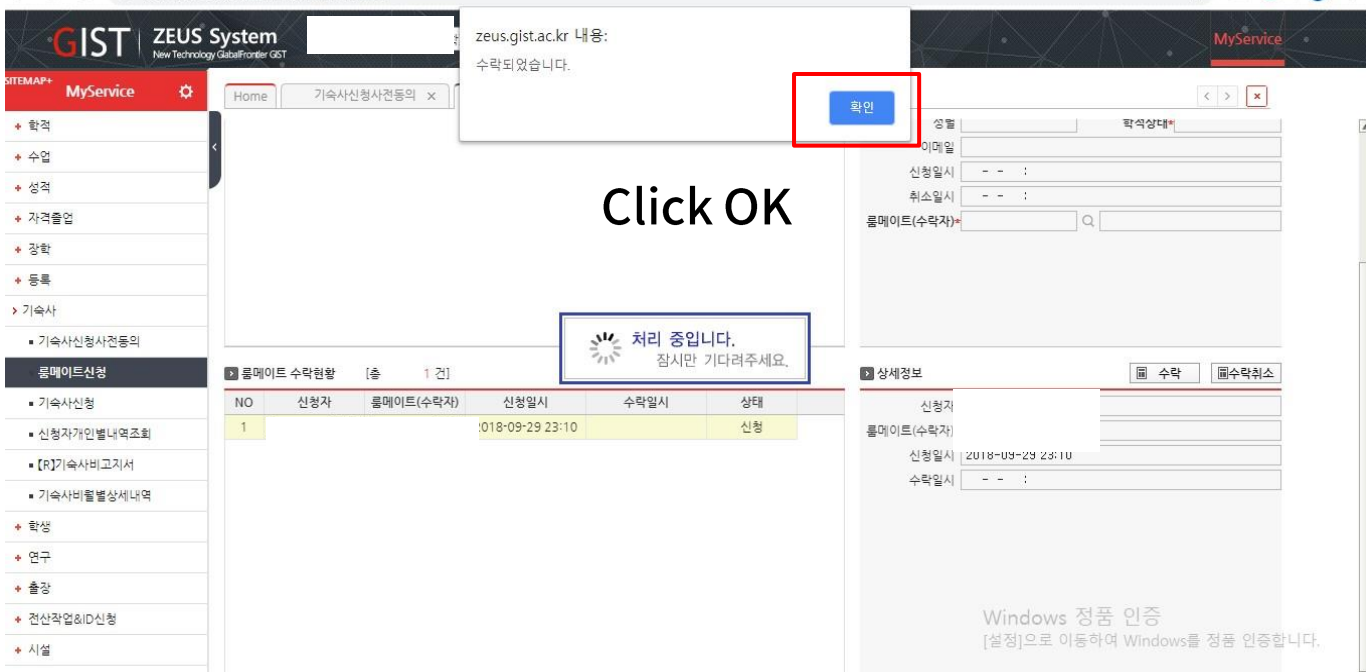 GIST
ZEUS System
New Technology GlabalFrontier GIST
MyService
SITEMAP+
MyService
zeus.gist.ac.kr 내용:
수락되었습니다.
확인
Home
기숙사신청사전동의
학적
수업
성적
자격졸업
장학
등록
기숙사
기숙사신청사전동의
룸메이트신청
기숙사신청
신청자개인별내역조회
【R】기숙사비고지서
기숙사비월별상세내역
학생
연구
출장
전산작업&ID신청
시설
성별
학적상태*
이메일
신청일시 - - :
취소일시 - - :
룸메이트(수락자)*
Click OK
처리 중입니다.
잠시만 기다려주세요.
룸메이트 수락현황 [총 1 건]
NO 신청자 룸메이트(수락자) 신청일시 수락일시 상태
1 2018-09-29 23:10 신청
상세정보 수락 수락취소
신청자
룸메이트(수락자)
신청일시 2018-09-29 23:10
수락일시 - - :
Windows 정품 인증
[설정]으로 이동하여 Windows를 정품 인증합니다.